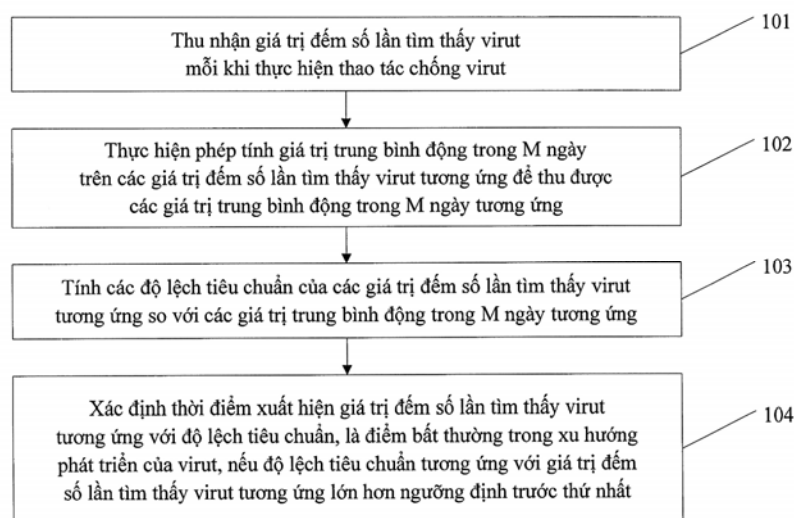 Thu nhận giá trị đếm số lần tìm thấy virut
mỗi khi thực hiện thao tác chống virut
101
Thực hiện phép tính giá trị trung bình động trong M ngày
trên các giá trị đếm số lần tìm thấy virut tương ứng để thu được
các giá trị trung bình động trong M ngày tương ứng
102
Tính các độ lệch tiêu chuẩn của các giá trị đếm số lần tìm thấy virut
tương ứng so với các giá trị trung bình động trong M ngày tương ứng
103
Xác định thời điểm xuất hiện giá trị đếm số lần tìm thấy virut
tương ứng với độ lệch tiêu chuẩn, là điểm bất thường trong xu hướng
phát triển của virut, nếu độ lệch tiêu chuẩn tương ứng với giá trị đếm
số lần tìm thấy virut tương ứng lớn hơn ngưỡng định trước thứ nhất
104